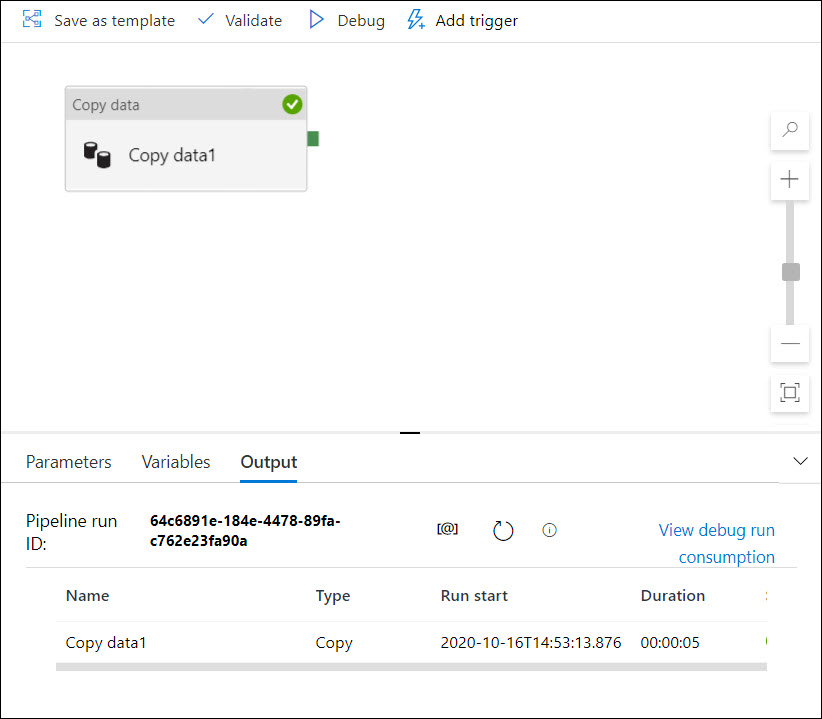 Save as template Validate Debug Add trigger
Copy data
Copy data1
Parameters Variables Output
Pipeline run ID:
64c6891e-184e-4478-89fa-
c762e23fa90a
[@]
View debug run
consumption
Name Type Run start Duration
Copy data1 Copy 2020-10-16T14:53:13.876 00:00:05